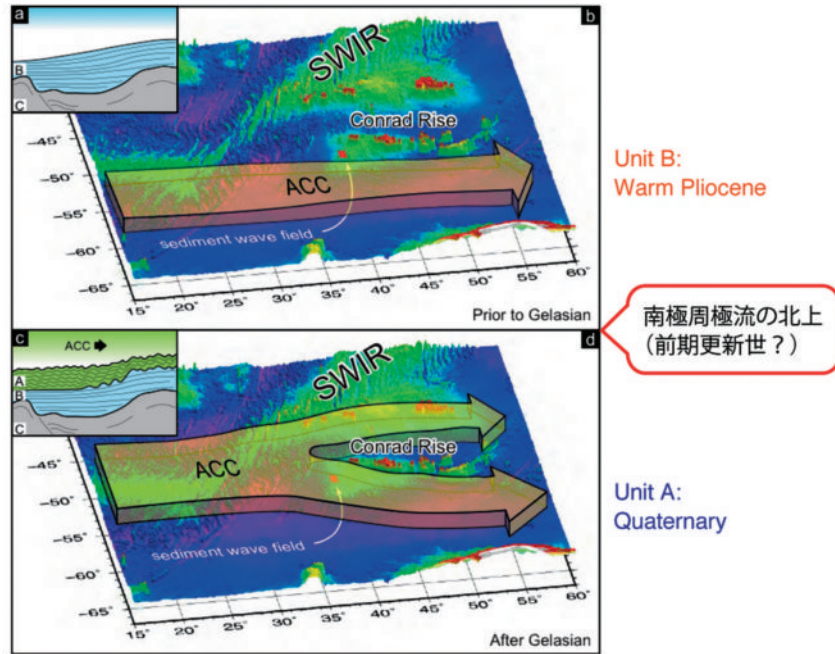 a
b
B
C
SWIR
Conrad Rise
ACC
sediment wave field
-45°
-50°
-55°
-60°
-65°
15°
20°
25°
30°
35°
40°
45°
50°
55°
60°
Prior to Gelasian
Unit B:
Warm Pliocene
南極周極流の北上
（前期更新世？）
c
d
ACC
A
B
C
SWIR
Conrad Rise
ACC
sediment wave field
-45°
-50°
-55°
-60°
-65°
15°
20°
25°
30°
35°
40°
45°
50°
55°
60°
After Gelasian
Unit A:
Quaternary